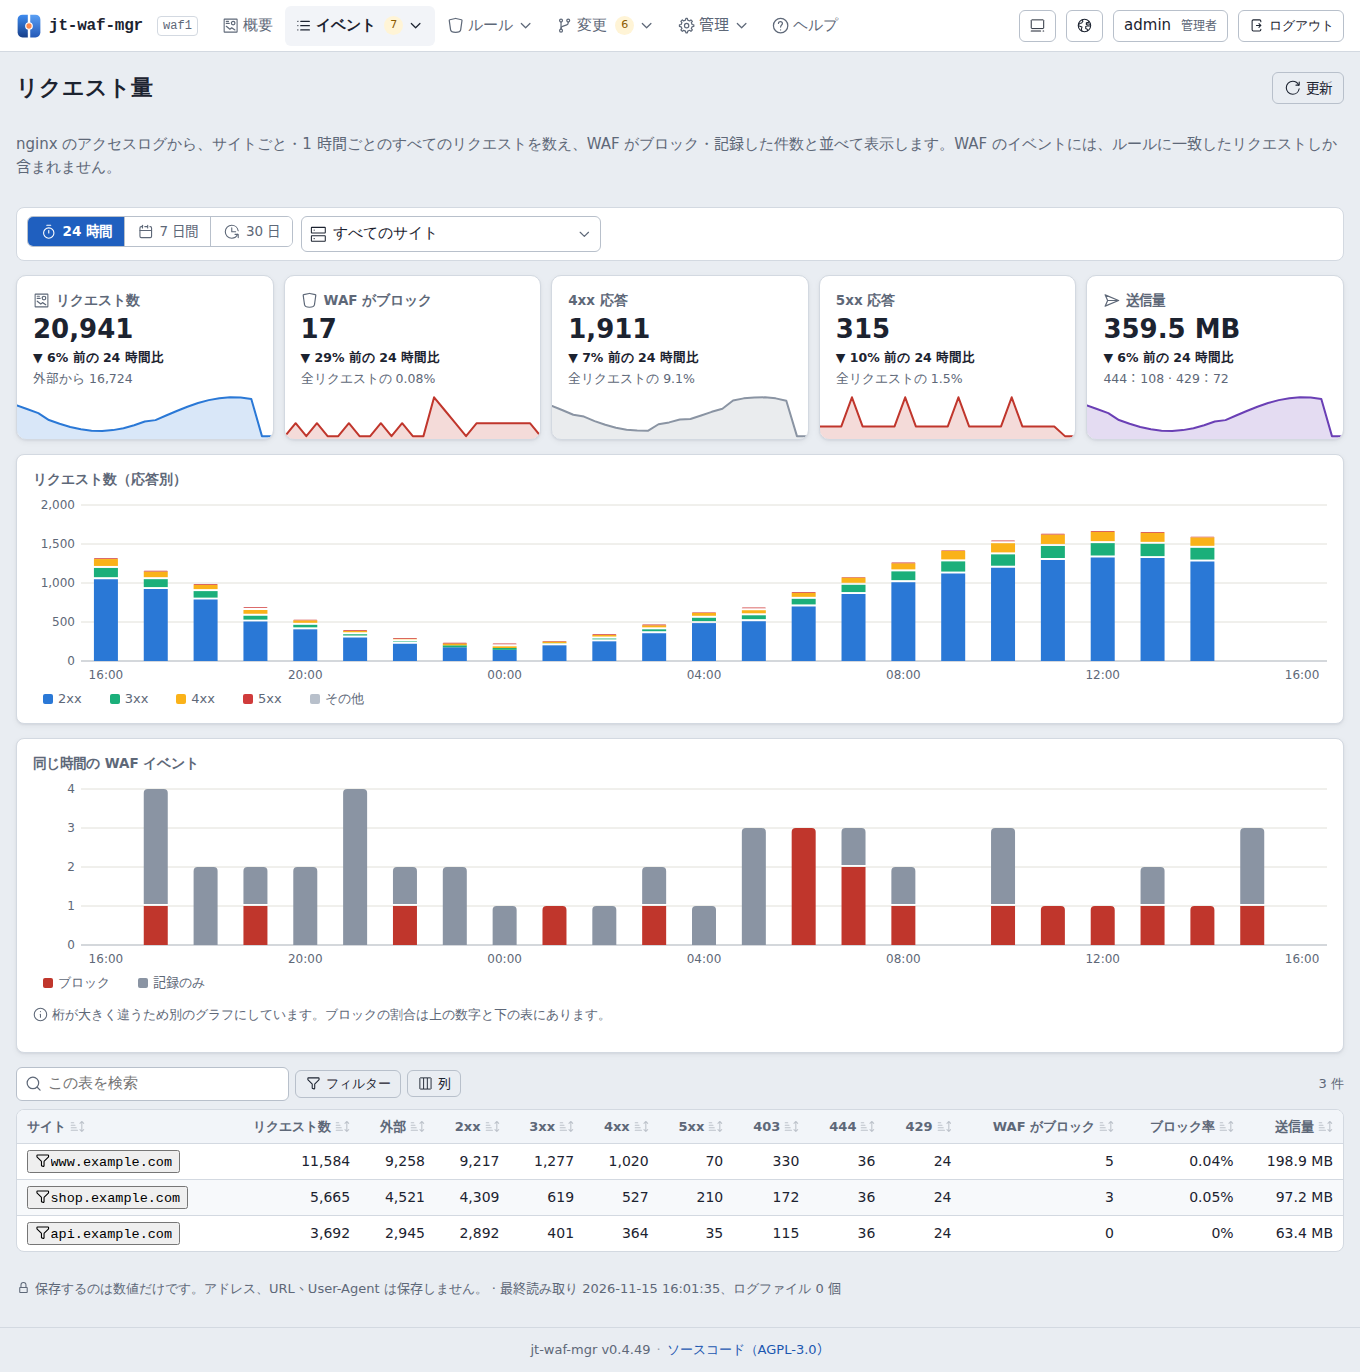 jt-waf-mgr waf1 概要 イベント 7 ルール 変更 6 管理 ヘルプ admin 管理者 ログアウト
リクエスト量
更新
nginx のアクセスログから、サイトごと・1 時間ごとのすべてのリクエストを数え、WAF がブロック・記録した件数と並べて表示します。WAF のイベントには、ルールに一致したリクエストしか
含まれません。
24 時間 7 日間 30 日 すべてのサイト
リクエスト数 WAF がブロック 4xx 応答 5xx 応答 送信量
20,941 17 1,911 315 359.5 MB
▼ 6% 前の 24 時間比 ▼ 29% 前の 24 時間比 ▼ 7% 前の 24 時間比 ▼ 10% 前の 24 時間比 ▼ 6% 前の 24 時間比
外部から 16,724 全リクエストの 0.08% 全リクエストの 9.1% 全リクエストの 1.5% 444：108 · 429：72
リクエスト数（応答別）
2,000
1,500
1,000
500
0
16:00 20:00 00:00 04:00 08:00 12:00 16:00
2xx 3xx 4xx 5xx その他
同じ時間の WAF イベント
4
3
2
1
0
16:00 20:00 00:00 04:00 08:00 12:00 16:00
ブロック 記録のみ
桁が大きく違うため別のグラフにしています。ブロックの割合は上の数字と下の表にあります。
この表を検索 フィルター 列 3 件
サイト リクエスト数 外部 2xx 3xx 4xx 5xx 403 444 429 WAF がブロック ブロック率 送信量
www.example.com 11,584 9,258 9,217 1,277 1,020 70 330 36 24 5 0.04% 198.9 MB
shop.example.com 5,665 4,521 4,309 619 527 210 172 36 24 3 0.05% 97.2 MB
api.example.com 3,692 2,945 2,892 401 364 35 115 36 24 0 0% 63.4 MB
保存するのは数値だけです。アドレス、URL、User-Agent は保存しません。 · 最終読み取り 2026-11-15 16:01:35、ログファイル 0 個
jt-waf-mgr v0.4.49 · ソースコード（AGPL-3.0）